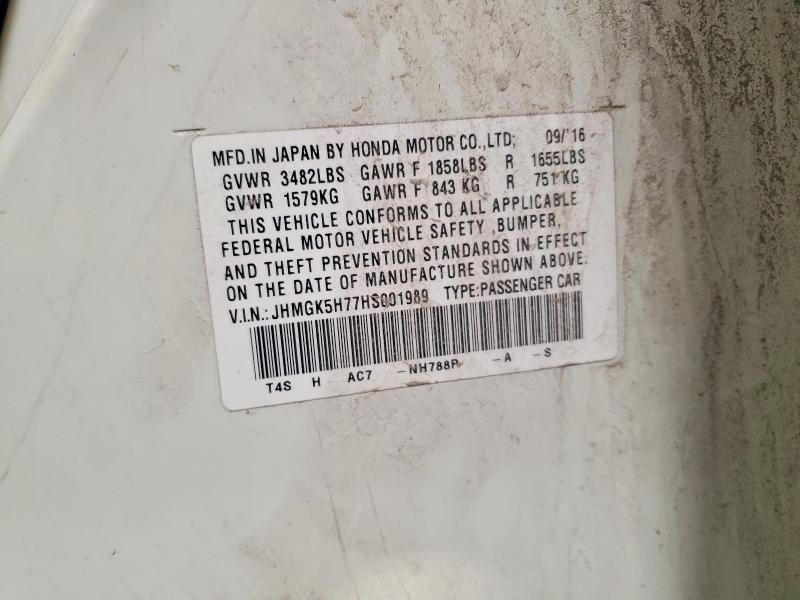 MFD.IN JAPAN BY HONDA MOTOR CO.,LTD; 09/'16
GVWR 3482LBS GAWR F 1858LBS R 1655LBS
GVWR 1579KG GAWR F 843 KG R 751 KG
THIS VEHICLE CONFORMS TO ALL APPLICABLE
FEDERAL MOTOR VEHICLE SAFETY ,BUMPER,
AND THEFT PREVENTION STANDARDS IN EFFECT
ON THE DATE OF MANUFACTURE SHOWN ABOVE.
V.I.N.: JHMGK5H77HS001989 TYPE:PASSENGER CAR
T4S H AC7 -NH788P -A -S